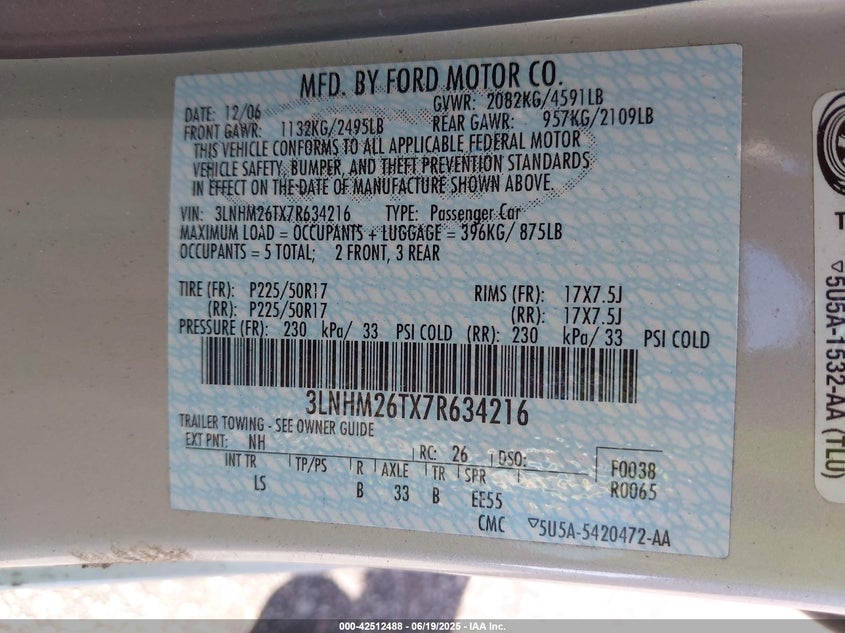 MFD. BY FORD MOTOR CO.
DATE: 12/06 GVWR: 2082KG/4591LB
FRONT GAWR: 1132KG/2495LB REAR GAWR: 957KG/2109LB
THIS VEHICLE CONFORMS TO ALL APPLICABLE FEDERAL MOTOR
VEHICLE SAFETY, BUMPER, AND THEFT PREVENTION STANDARDS
IN EFFECT ON THE DATE OF MANUFACTURE SHOWN ABOVE.
VIN: 3LNHM26TX7R634216 TYPE: Passenger Car
MAXIMUM LOAD = OCCUPANTS + LUGGAGE = 396KG/ 875LB
OCCUPANTS = 5 TOTAL; 2 FRONT, 3 REAR
TIRE (FR): P225/50R17 RIMS (FR): 17X7.5J
(RR): P225/50R17 (RR): 17X7.5J
PRESSURE (FR): 230 kPa/ 33 PSI COLD (RR): 230 kPa/ 33 PSI COLD
3LNHM26TX7R634216
TRAILER TOWING - SEE OWNER GUIDE
EXT PNT: NH RC: 26 DSO:
INT TR TP/PS R AXLE TR SPR F0038
LS B 33 B EE55 R0065
CMC ▽5U5A-5420472-AA
T
▽5U5A-1532-AA (TLU)
000-42512488 - 06/19/2025 - IAA Inc.